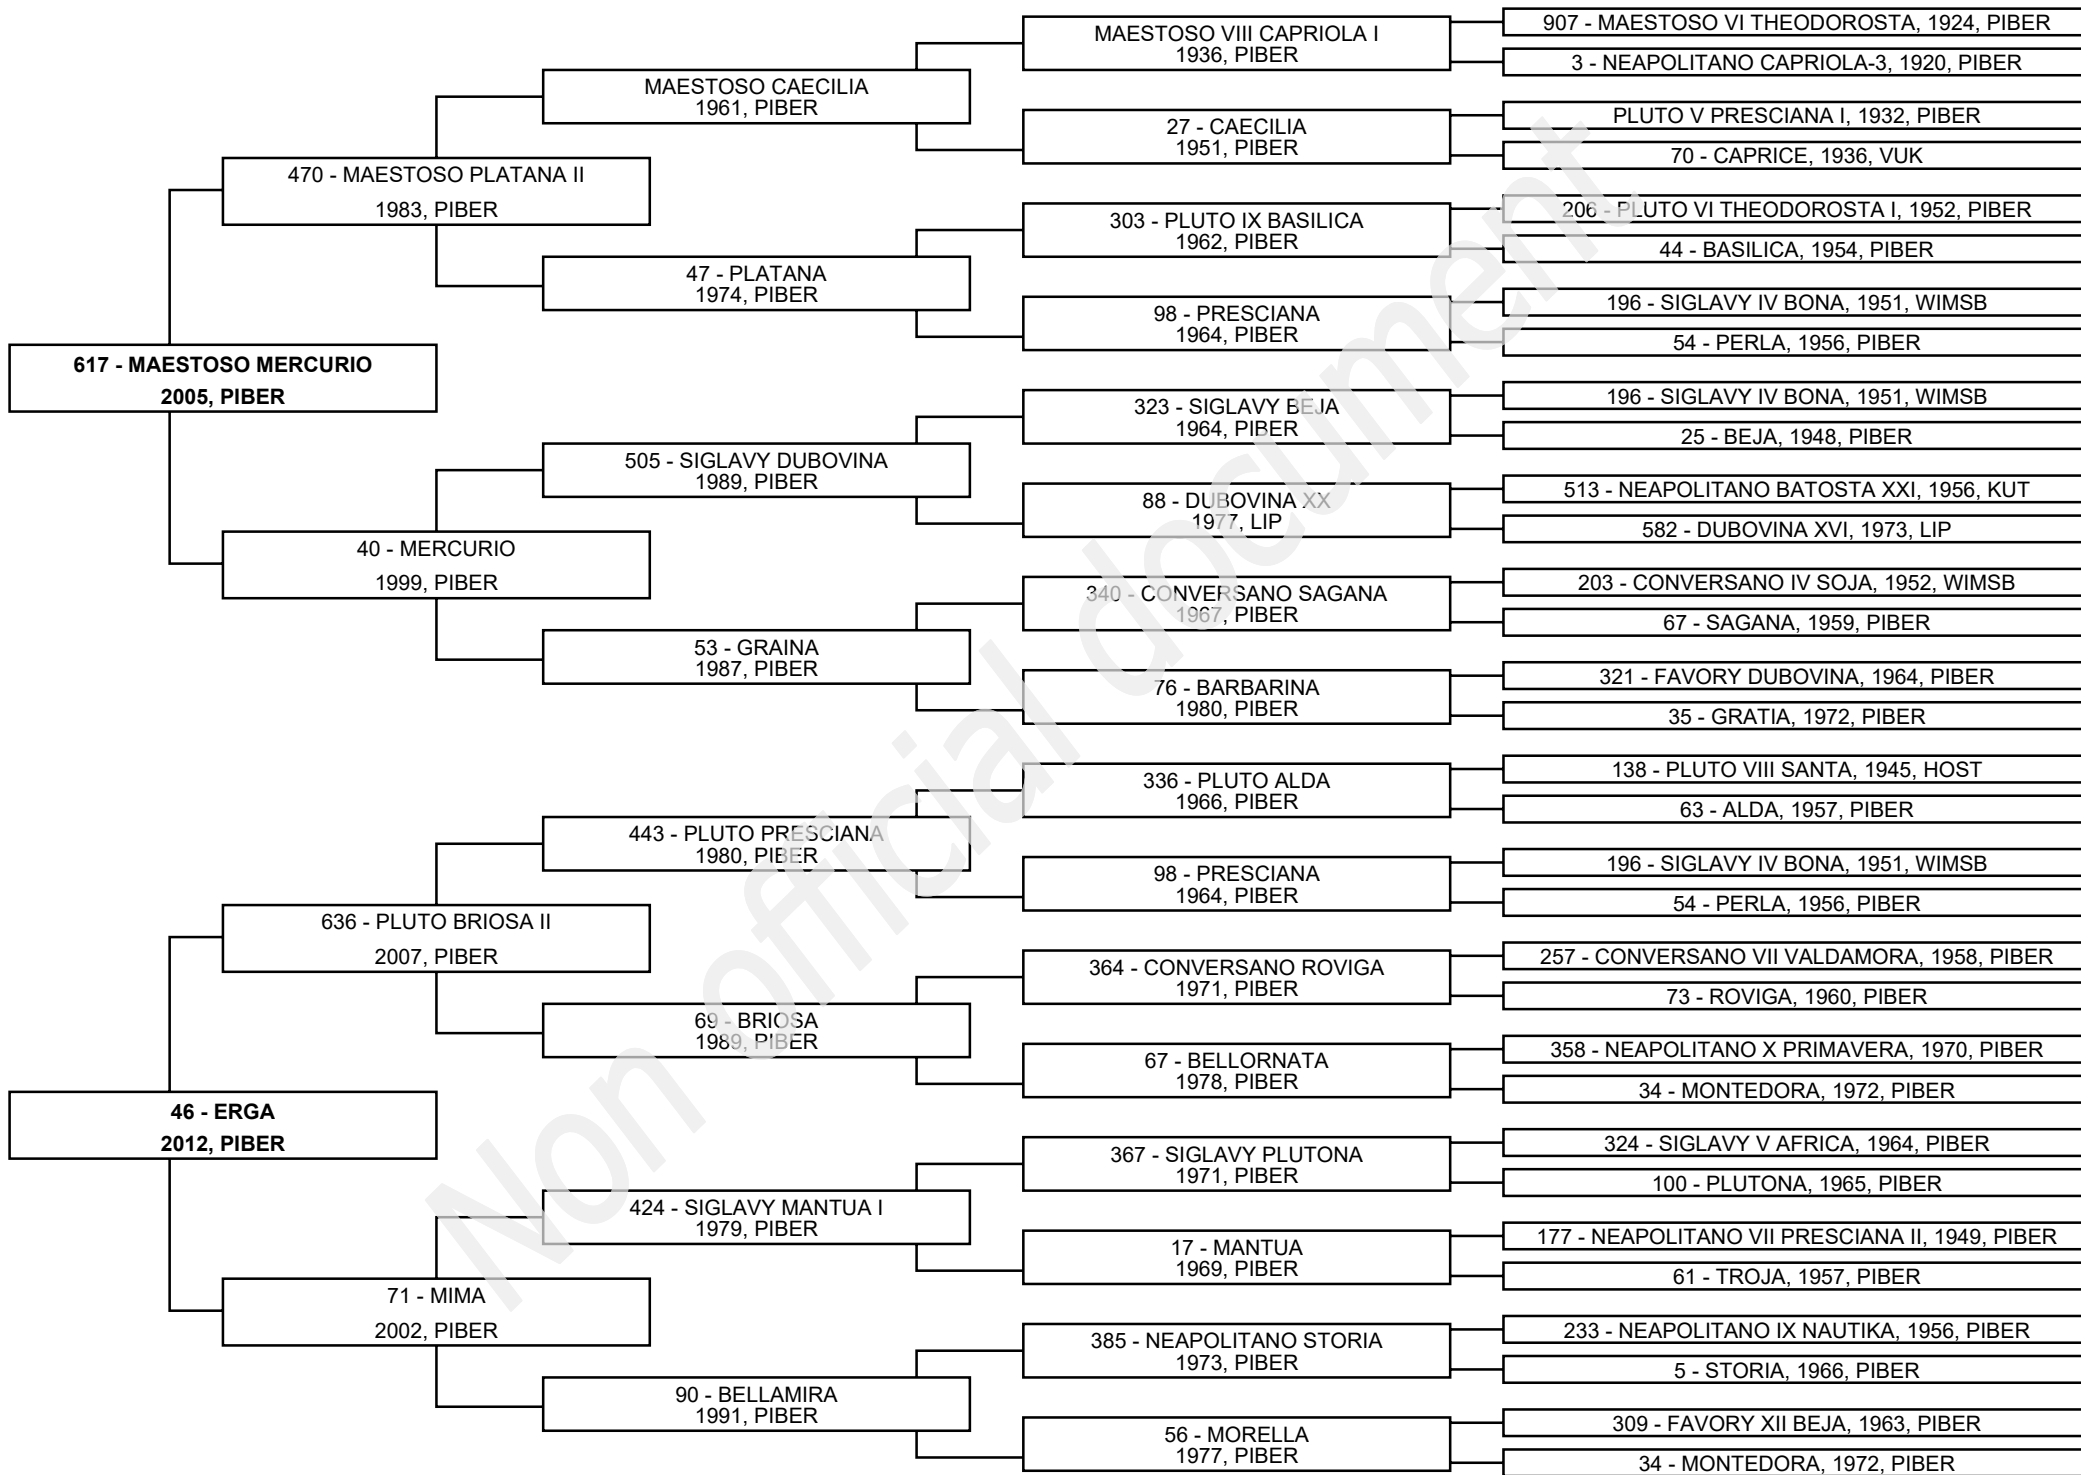 617 - MAESTOSO MERCURIO
2005, PIBER
46 - ERGA
2012, PIBER
470 - MAESTOSO PLATANA II
1983, PIBER
40 - MERCURIO
1999, PIBER
636 - PLUTO BRIOSA II
2007, PIBER
71 - MIMA
2002, PIBER
MAESTOSO CAECILIA
1961, PIBER
47 - PLATANA
1974, PIBER
505 - SIGLAVY DUBOVINA
1989, PIBER
53 - GRAINA
1987, PIBER
443 - PLUTO PRESCIANA
1980, PIBER
69 - BRIOSA
1989, PIBER
424 - SIGLAVY MANTUA I
1979, PIBER
90 - BELLAMIRA
1991, PIBER
MAESTOSO VIII CAPRIOLA I
1936, PIBER
27 - CAECILIA
1951, PIBER
303 - PLUTO IX BASILICA
1962, PIBER
98 - PRESCIANA
1964, PIBER
323 - SIGLAVY BEJA
1964, PIBER
88 - DUBOVINA XX
1977, LIP
340 - CONVERSANO SAGANA
1967, PIBER
76 - BARBARINA
1980, PIBER
336 - PLUTO ALDA
1966, PIBER
98 - PRESCIANA
1964, PIBER
364 - CONVERSANO ROVIGA
1971, PIBER
67 - BELLORNATA
1978, PIBER
367 - SIGLAVY PLUTONA
1971, PIBER
17 - MANTUA
1969, PIBER
385 - NEAPOLITANO STORIA
1973, PIBER
56 - MORELLA
1977, PIBER
907 - MAESTOSO VI THEODOROSTA, 1924, PIBER
3 - NEAPOLITANO CAPRIOLA-3, 1920, PIBER
PLUTO V PRESCIANA I, 1932, PIBER
70 - CAPRICE, 1936, VUK
206 - PLUTO VI THEODOROSTA I, 1952, PIBER
44 - BASILICA, 1954, PIBER
196 - SIGLAVY IV BONA, 1951, WIMSB
54 - PERLA, 1956, PIBER
196 - SIGLAVY IV BONA, 1951, WIMSB
25 - BEJA, 1948, PIBER
513 - NEAPOLITANO BATOSTA XXI, 1956, KUT
582 - DUBOVINA XVI, 1973, LIP
203 - CONVERSANO IV SOJA, 1952, WIMSB
67 - SAGANA, 1959, PIBER
321 - FAVORY DUBOVINA, 1964, PIBER
35 - GRATIA, 1972, PIBER
138 - PLUTO VIII SANTA, 1945, HOST
63 - ALDA, 1957, PIBER
196 - SIGLAVY IV BONA, 1951, WIMSB
54 - PERLA, 1956, PIBER
257 - CONVERSANO VII VALDAMORA, 1958, PIBER
73 - ROVIGA, 1960, PIBER
358 - NEAPOLITANO X PRIMAVERA, 1970, PIBER
34 - MONTEDORA, 1972, PIBER
324 - SIGLAVY V AFRICA, 1964, PIBER
100 - PLUTONA, 1965, PIBER
177 - NEAPOLITANO VII PRESCIANA II, 1949, PIBER
61 - TROJA, 1957, PIBER
233 - NEAPOLITANO IX NAUTIKA, 1956, PIBER
5 - STORIA, 1966, PIBER
309 - FAVORY XII BEJA, 1963, PIBER
34 - MONTEDORA, 1972, PIBER
Non official document